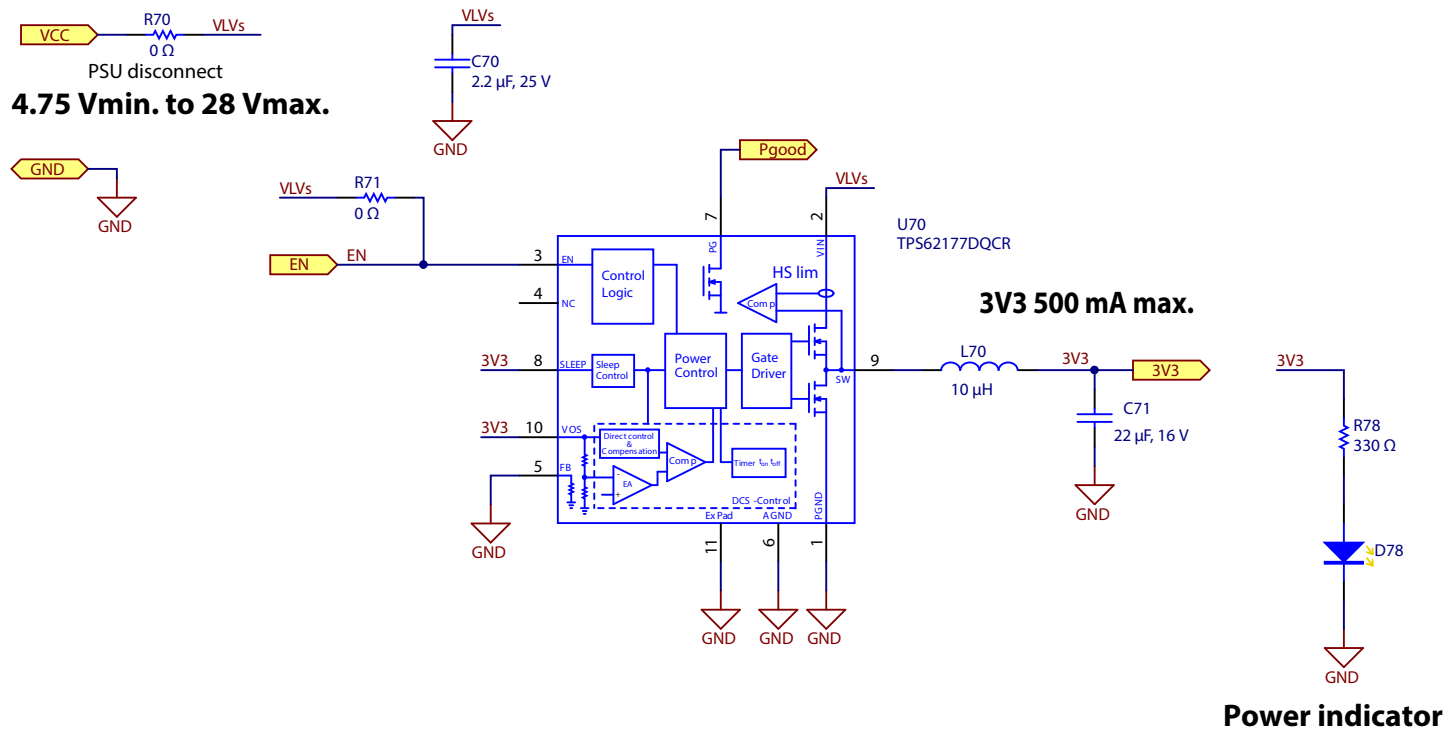 VCC
R70
0 Ω
VLVs
PSU disconnect
4.75 Vmin. to 28 Vmax.
VLVs
C70
2.2 µF, 25 V
GND
GND
GND
VLVs
R71
0 Ω
EN
EN
Pgood
VLVs
7
2
U70
TPS62177DQCR
PG
VIN
3
EN
4
NC
Control
Logic
HS lim
Comp
3V3
8
SLEEP
Sleep
Control
Power
Control
Gate
Driver
SW
9
L70
10 µH
3V3 500 mA max.
3V3
3V3
C71
22 µF, 16 V
GND
3V3
10
VOS
5
FB
GND
Direct control
&
Compensation
EA
-
+
Comp
Timer ton toff
DCS -Control
Ex Pad
AGND
PGND
11
6
1
GND
GND
GND
3V3
R78
330 Ω
D78
GND
Power indicator